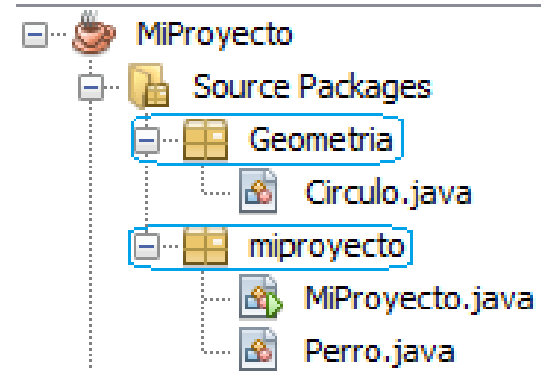 MiProyecto
Source Packages
Geometria
Circulo.java
miproyecto
MiProyecto.java
Perro.java